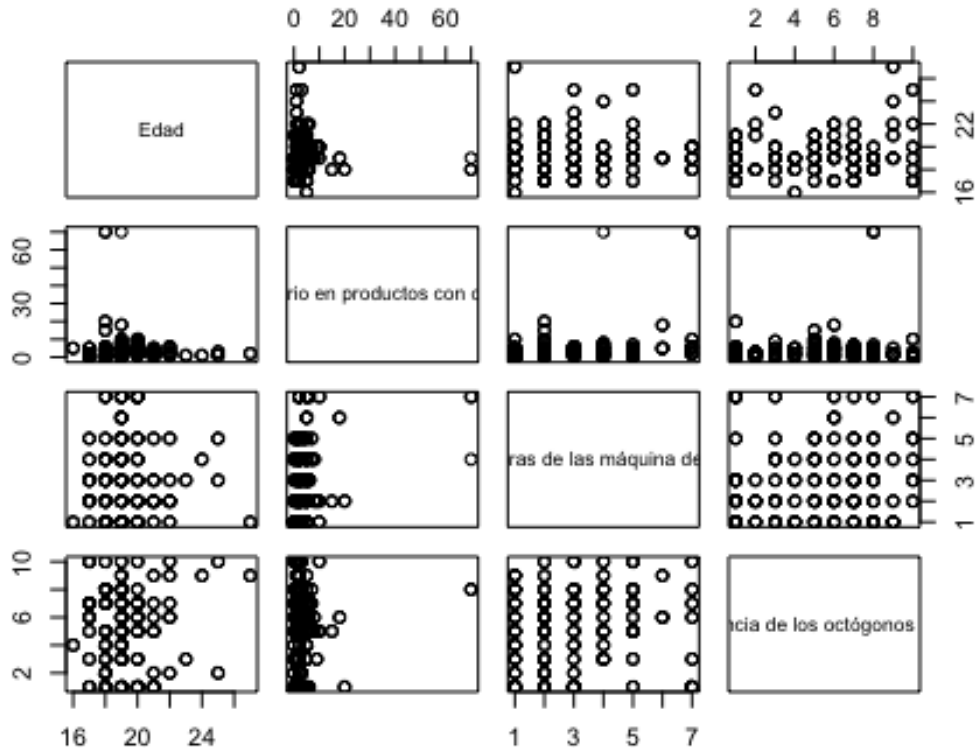 0 20 40 60
2 4 6 8
Edad
16 22
0 30 60
rio en productos con
ras de las máquina de
1 3 5 7
2 6 10
ncia de los octógonos
16 20 24
1 3 5 7